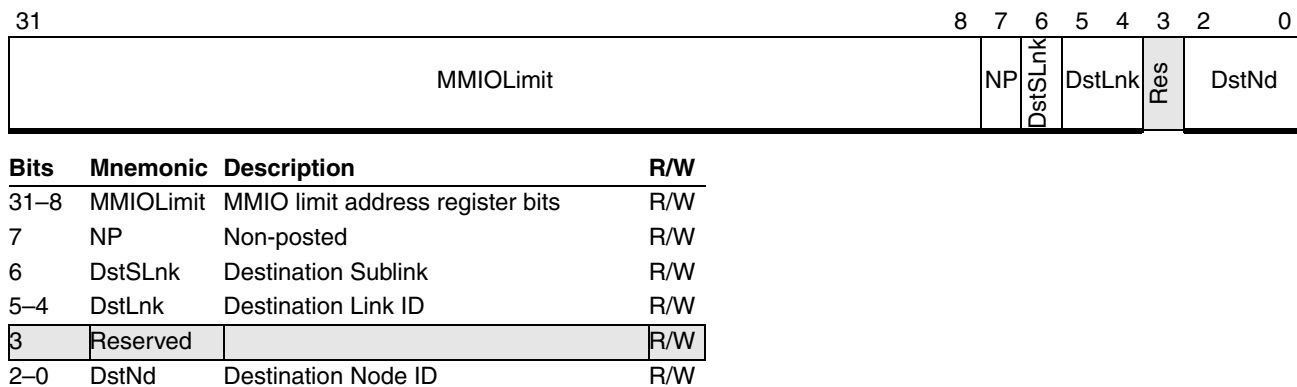 31 8 7 6 5 4 3 2 0
MMIOLimit NP DstSLnk DstLnk Res DstNd
Bits Mnemonic Description R/W
31–8 MMIOLimit MMIO limit address register bits R/W
7 NP Non-posted R/W
6 DstSLnk Destination Sublink R/W
5–4 DstLnk Destination Link ID R/W
3 Reserved R/W
2–0 DstNd Destination Node ID R/W